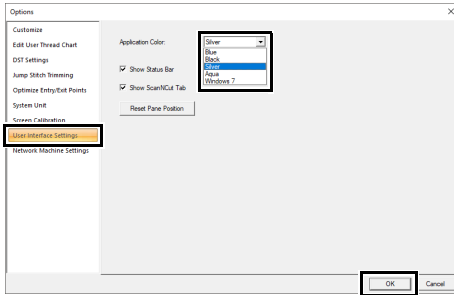 Options
Customize
Edit User Thread Chart
DST Settings
Jump Stitch Trimming
Optimize Entry/Exit Points
System Unit
Screen Calibration
User Interface Settings
Network Machine Settings
Application Color:
Silver
Blue
Black
Silver
Aqua
Windows 7
Show Status Bar
Show ScanNCut Tab
Reset Pane Position
OK
Cancel